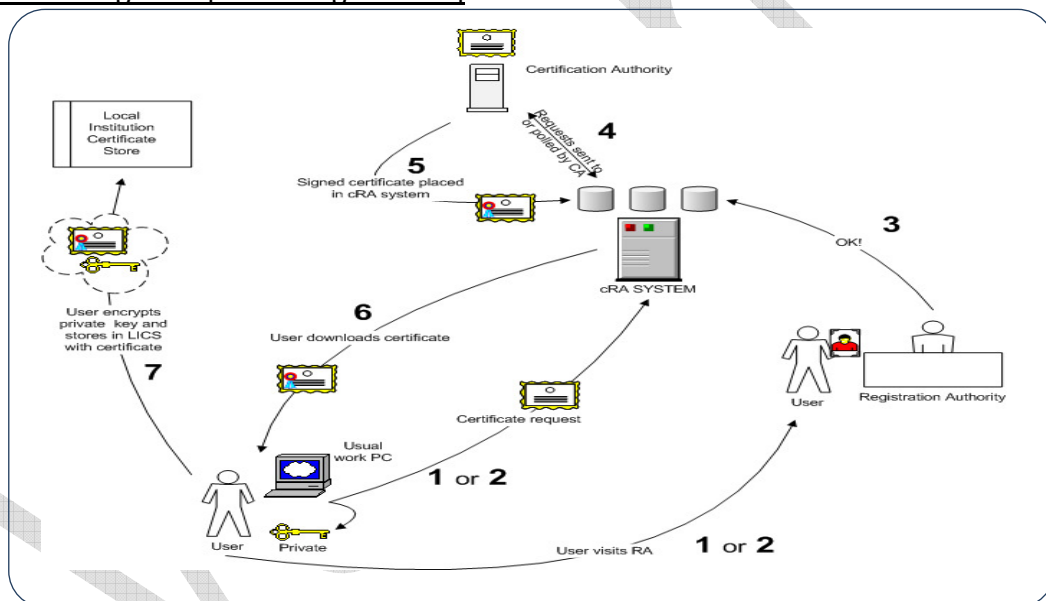 Certification Authority
Local
Institution
Certificate
Store
Requests sent to
or polled by CA
4
5
Signed certificate placed
in cRA system
3
OK!
cRA SYSTEM
6
User downloads certificate
User encrypts
private key and
stores in LICS
with certificate
7
User
Registration Authority
Certificate request
Usual
work PC
1 or 2
User
Private
User visits RA
1 or 2